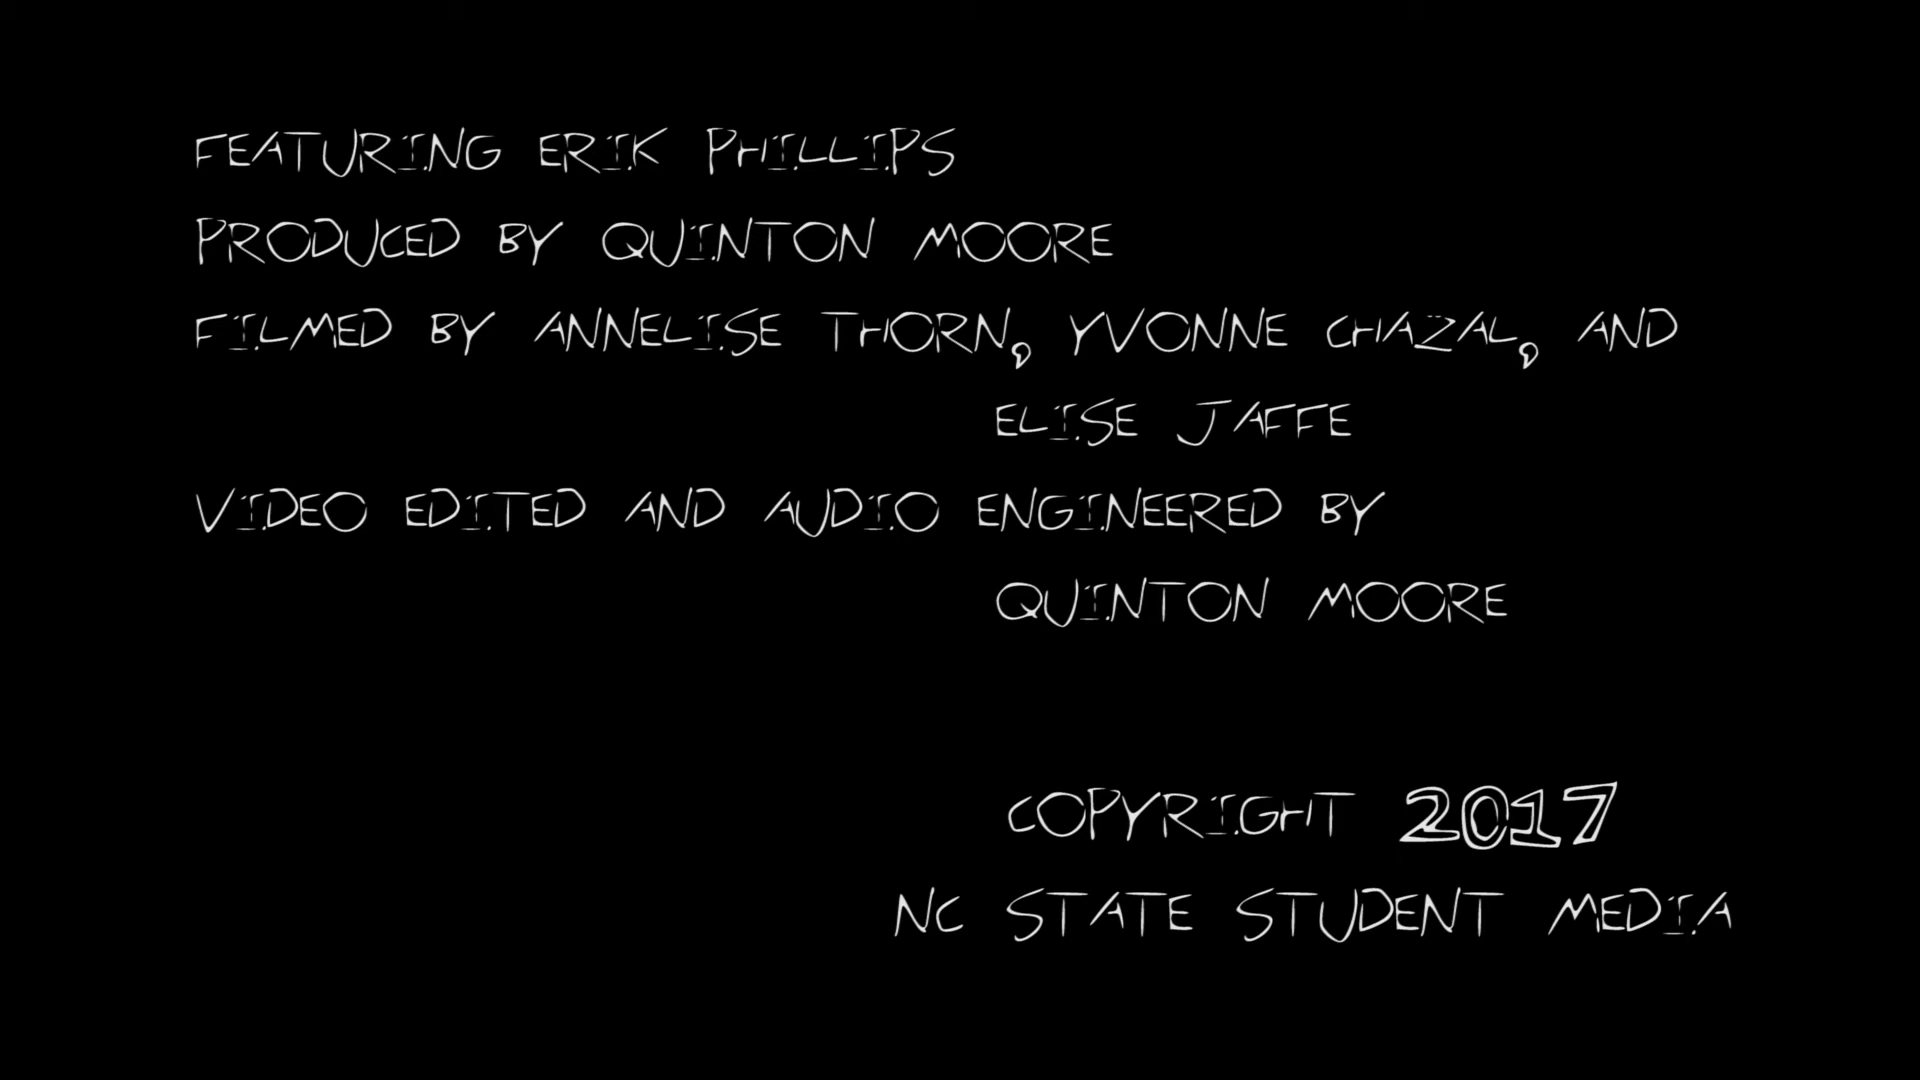 FEATURING ERIK PHILLIPS
PRODUCED BY QUINTON MOORE
FILMED BY ANNELISE THORN, YVONNE CHAZAL, AND
ELISE JAFFE
VIDEO EDITED AND AUDIO ENGINEERED BY
QUINTON MOORE
COPYRIGHT 2017
NC STATE STUDENT MEDIA